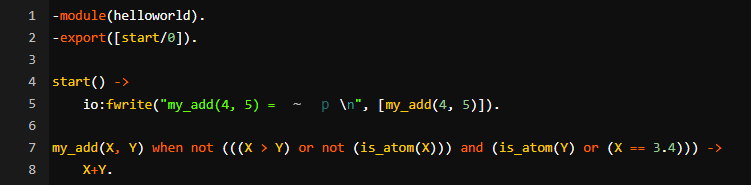 1 -module(helloworld).
2 -export([start/0]).
3
4 start() ->
5     io:fwrite("my_add(4, 5) =  ~  p \n", [my_add(4, 5)]).
6
7 my_add(X, Y) when not (((X > Y) or not (is_atom(X))) and (is_atom(Y) or (X == 3.4))) ->
8     X+Y.